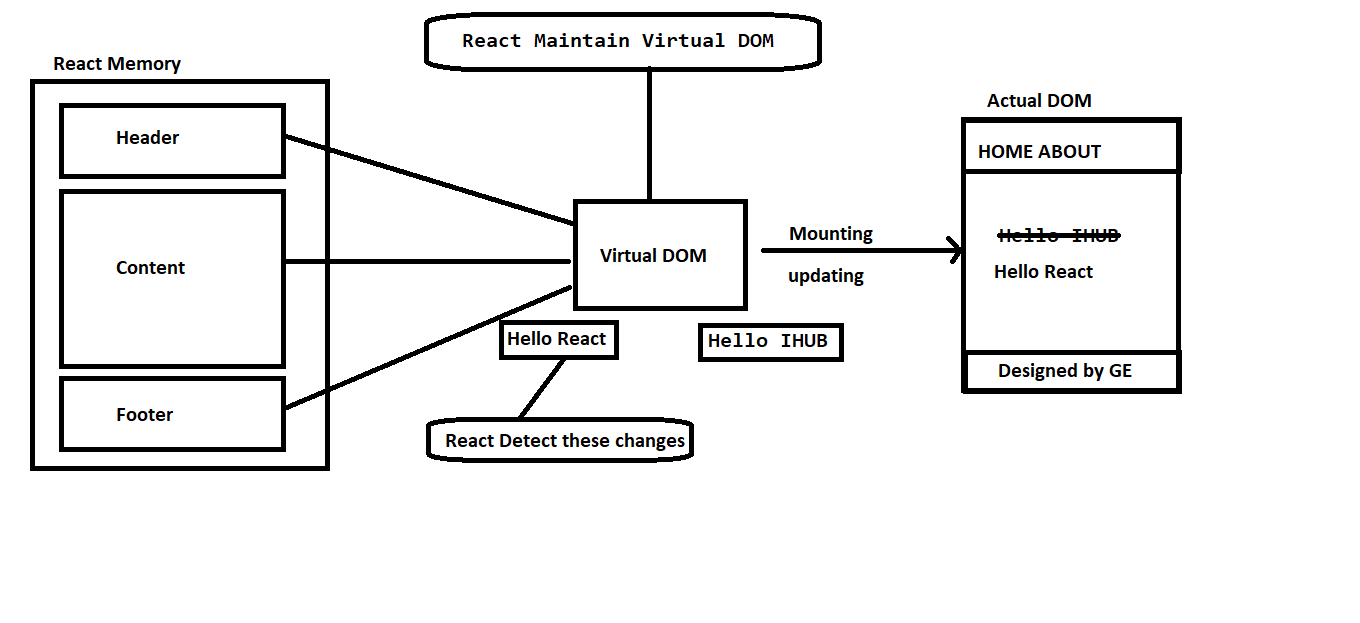 React Maintain Virtual DOM
React Memory
Header
Content
Footer
Virtual DOM
Mounting
updating
Hello React
Hello IHUB
React Detect these changes
Actual DOM
HOME ABOUT
Hello IHUB
Hello React
Designed by GE